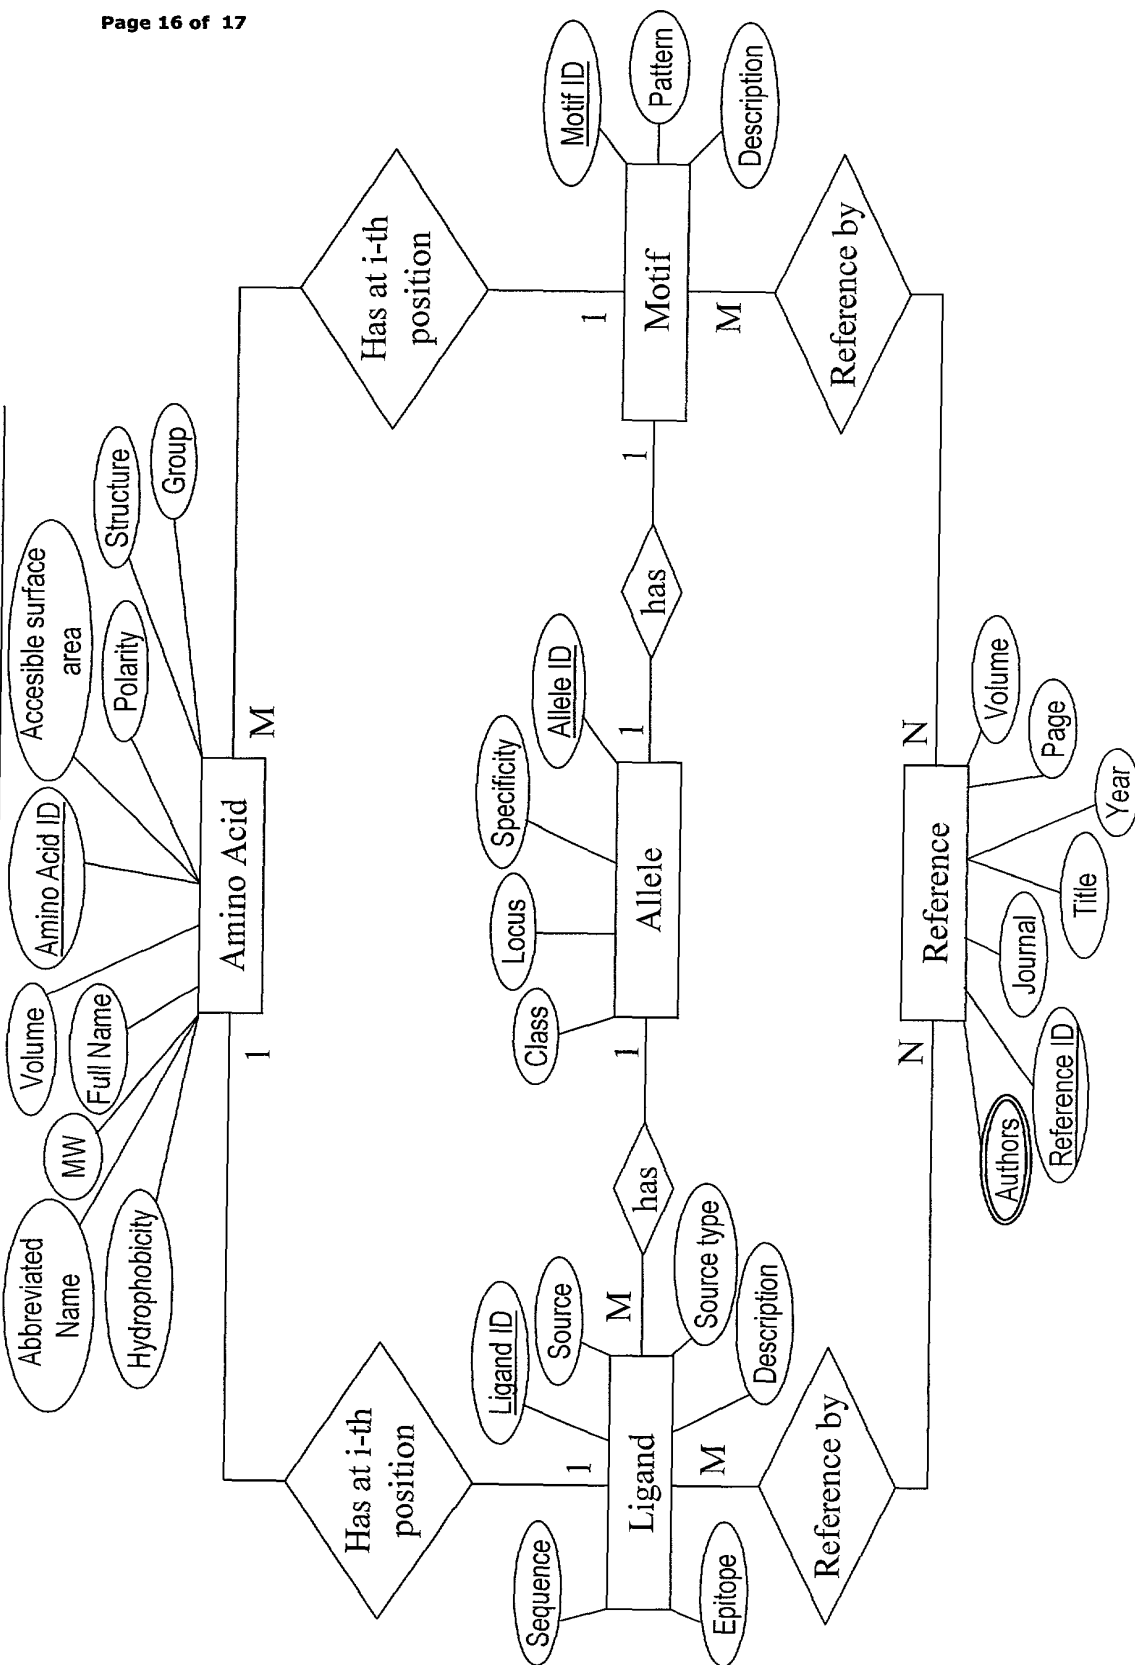 Page 16 of 17
Abbreviated
Name
Hydrophobicity
MW
Volume
Full Name
Amino Acid ID
Accesible surface
area
Polarity
Structure
Group
Amino Acid
1
M
Has at i-th
position
Has at i-th
position
Sequence
Ligand ID
Source
1
M
Ligand
M
Epitope
Description
Source type
has
Class
Locus
Specificity
Allele ID
1
Allele
1
has
1
1
Motif
M
Motif ID
Pattern
Description
Reference by
Reference by
N
N
Reference
Authors
Reference ID
Journal
Title
Year
Page
Volume